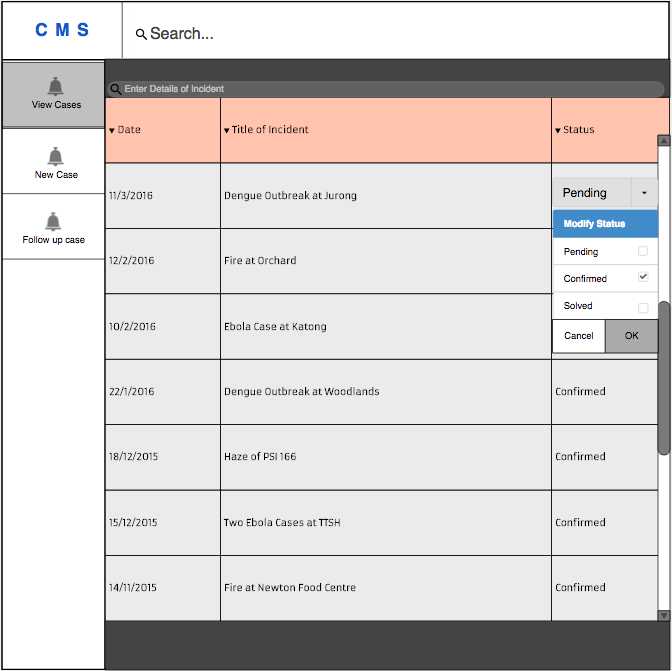 C M S
Search...
View Cases
New Case
Follow up case
Enter Details of Incident
Date Title of Incident Status
11/3/2016 Dengue Outbreak at Jurong Pending
Modify Status
Pending
Confirmed
Solved
Cancel OK
12/2/2016 Fire at Orchard
10/2/2016 Ebola Case at Katong
22/1/2016 Dengue Outbreak at Woodlands Confirmed
18/12/2015 Haze of PSI 166 Confirmed
15/12/2015 Two Ebola Cases at TTSH Confirmed
14/11/2015 Fire at Newton Food Centre Confirmed